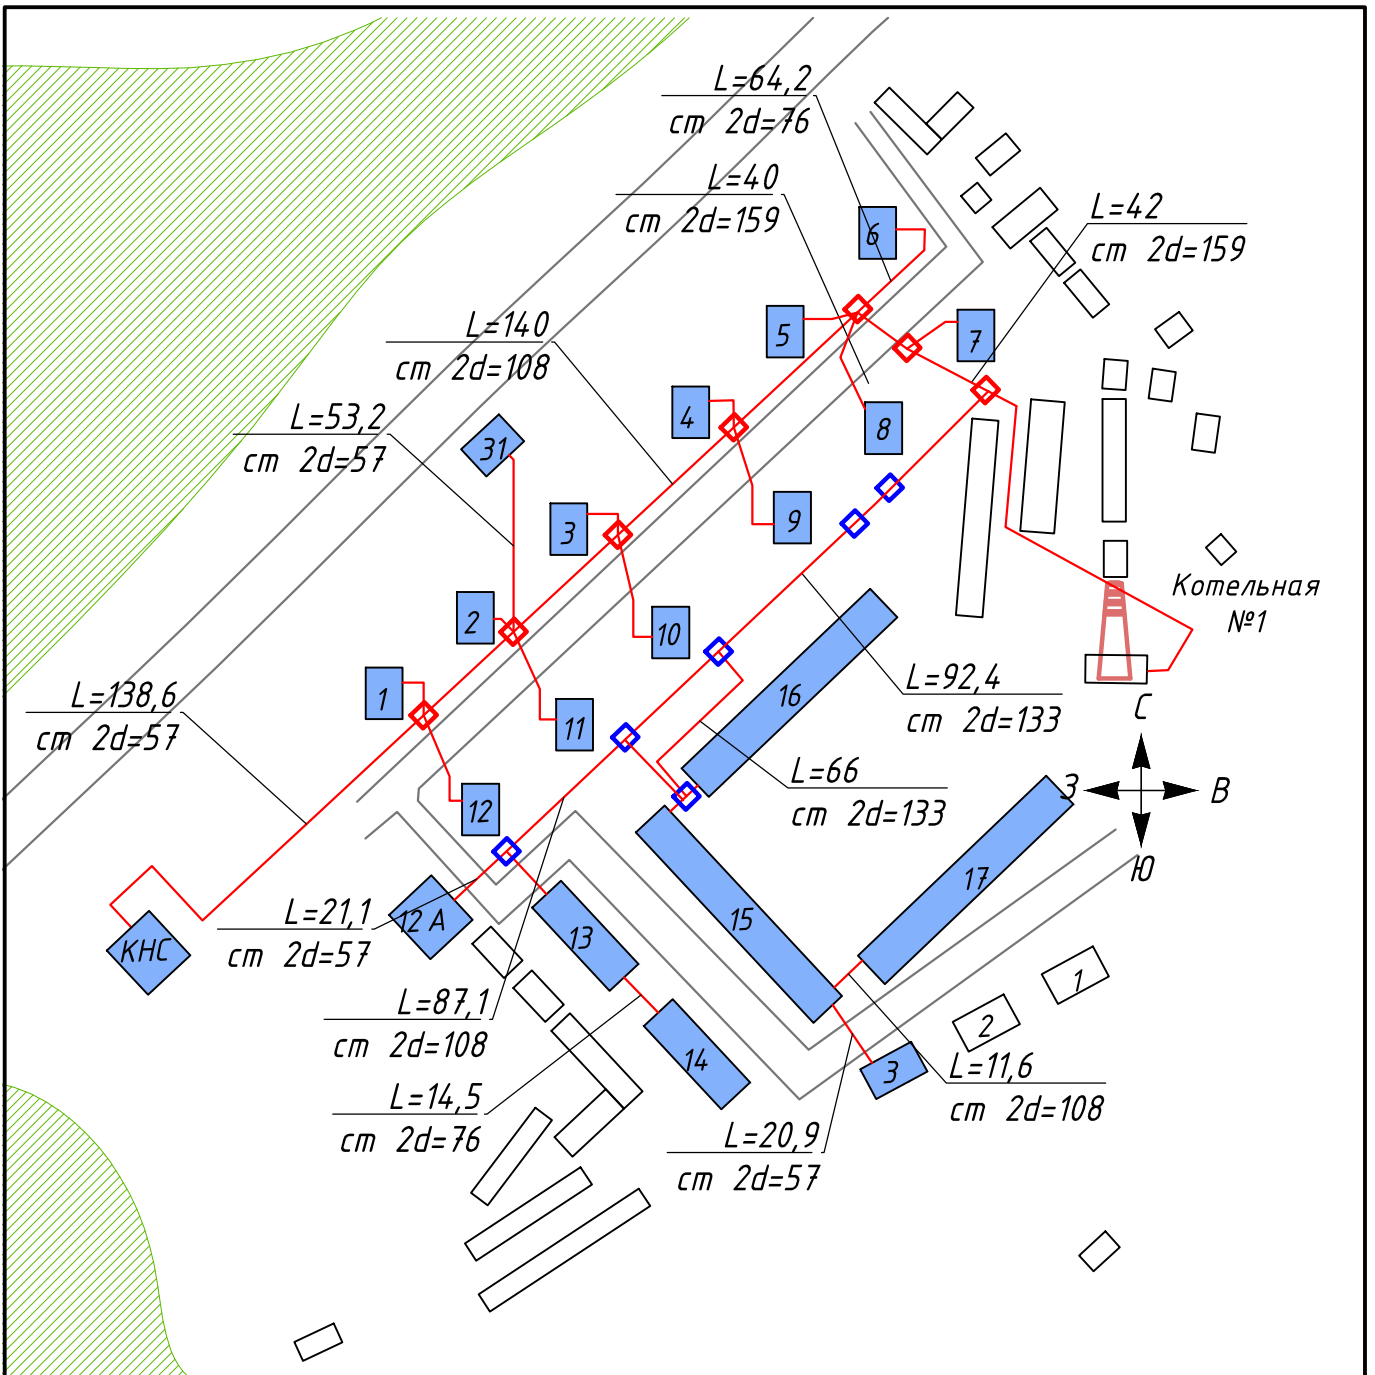 L=64,2
ст 2d=76
L=40
ст 2d=159
L=42
ст 2d=159
6
5
7
L=140
ст 2d=108
4
8
L=53,2
ст 2d=57
31
3
9
Котельная
№1
2
10
L=138,6
ст 2d=57
1
11
16
L=92,4
ст 2d=133
С
L=66
ст 2d=133
З
В
12
Ю
17
12 А
15
L=21,1
ст 2d=57
КНС
13
1
L=87,1
ст 2d=108
2
14
3
L=11,6
ст 2d=108
L=14,5
ст 2d=76
L=20,9
ст 2d=57